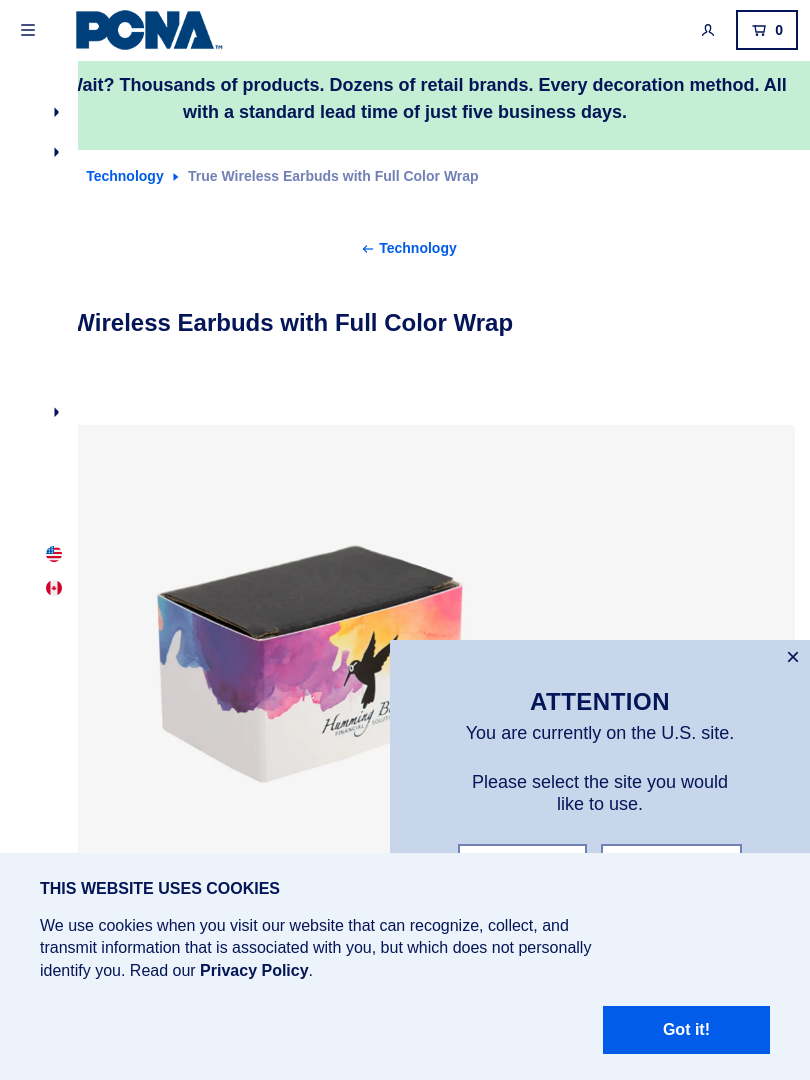 PCNA™
0
Wait? Thousands of products. Dozens of retail brands. Every decoration method. All
with a standard lead time of just five business days.
Technology
True Wireless Earbuds with Full Color Wrap
Technology
Wireless Earbuds with Full Color Wrap
Humming
FINANCIAL
ATTENTION
You are currently on the U.S. site.
Please select the site you would
like to use.
THIS WEBSITE USES COOKIES
We use cookies when you visit our website that can recognize, collect, and
transmit information that is associated with you, but which does not personally
identify you. Read our Privacy Policy.
Got it!